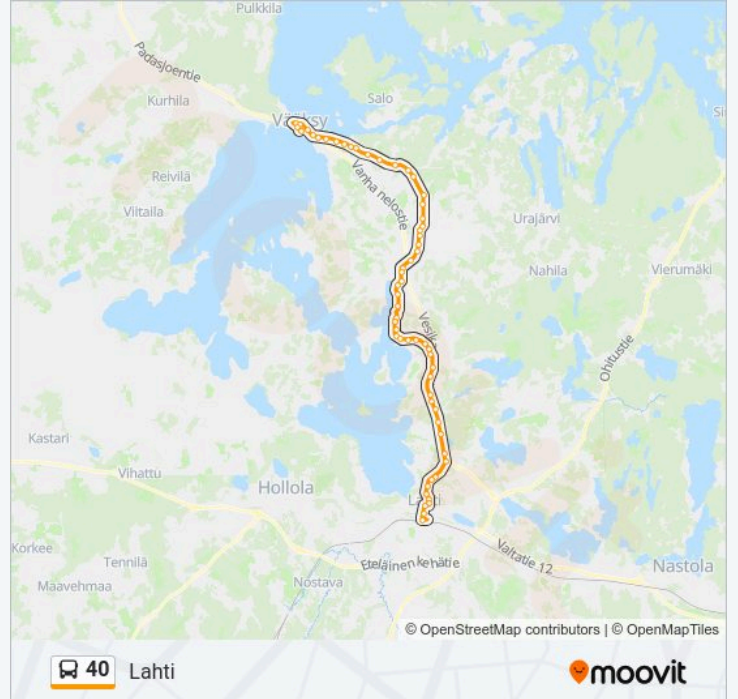 Pulkkila
Padasjoentie
Kurhila
Salo
Vääksy
Reivilä
Vanha nelostie
Viitaila
Urajärvi
Nahila
Vierumäki
Ohitustie
Kastari
Vihattu
Hollola
Lahti
Korkee
Tennilä
Eteläinen kehätie
Valtatie 12
Nastola
Maavehmaa
Nostava
© OpenStreetMap contributors | © OpenMapTiles
40 Lahti
moovit